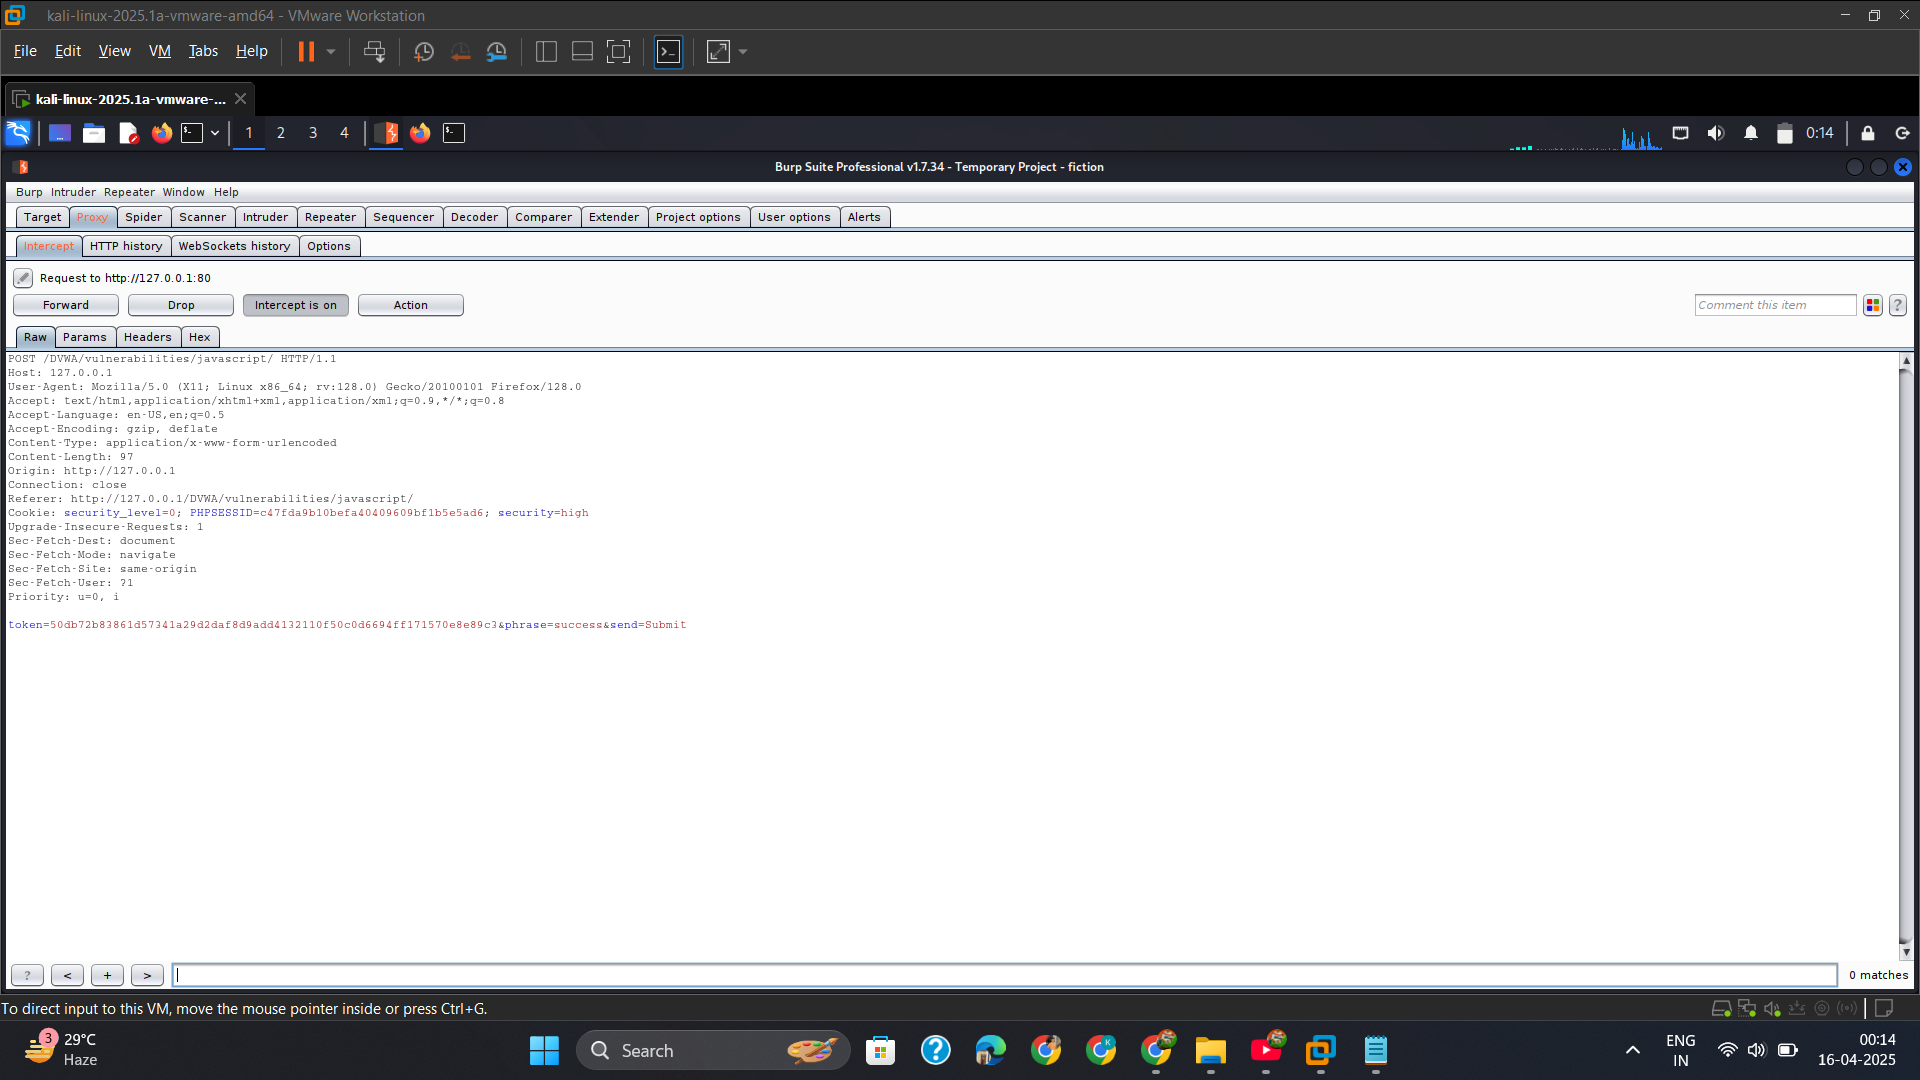 kali-linux-2025.1a-vmware-amd64 - VMware Workstation
File Edit View VM Tabs Help
kali-linux-2025.1a-vmware-...
1 2 3 4
0:14
Burp Suite Professional v1.7.34 - Temporary Project - fiction
Burp Intruder Repeater Window Help
Target Proxy Spider Scanner Intruder Repeater Sequencer Decoder Comparer Extender Project options User options Alerts
Intercept HTTP history WebSockets history Options
Request to http://127.0.0.1:80
Forward Drop Intercept is on Action
Comment this item
?
Raw Params Headers Hex
POST /DVWA/vulnerabilities/javascript/ HTTP/1.1
Host: 127.0.0.1
User-Agent: Mozilla/5.0 (X11; Linux x86_64; rv:128.0) Gecko/20100101 Firefox/128.0
Accept: text/html,application/xhtml+xml,application/xml;q=0.9,*/*;q=0.8
Accept-Language: en-US,en;q=0.5
Accept-Encoding: gzip, deflate
Content-Type: application/x-www-form-urlencoded
Content-Length: 97
Origin: http://127.0.0.1
Connection: close
Referer: http://127.0.0.1/DVWA/vulnerabilities/javascript/
Cookie: security_level=0; PHPSESSID=c47fda9b10befa40409609bf1b5e5ad6; security=high
Upgrade-Insecure-Requests: 1
Sec-Fetch-Dest: document
Sec-Fetch-Mode: navigate
Sec-Fetch-Site: same-origin
Sec-Fetch-User: ?1
Priority: u=0, i
token=50db72b83861d57341a29d2daf8d9add4132110f50c0d6694ff171570e8e89c3&phrase=success&send=Submit
? < + >
0 matches
To direct input to this VM, move the mouse pointer inside or press Ctrl+G.
3
29°C
Haze
Search
ENG
IN
00:14
16-04-2025